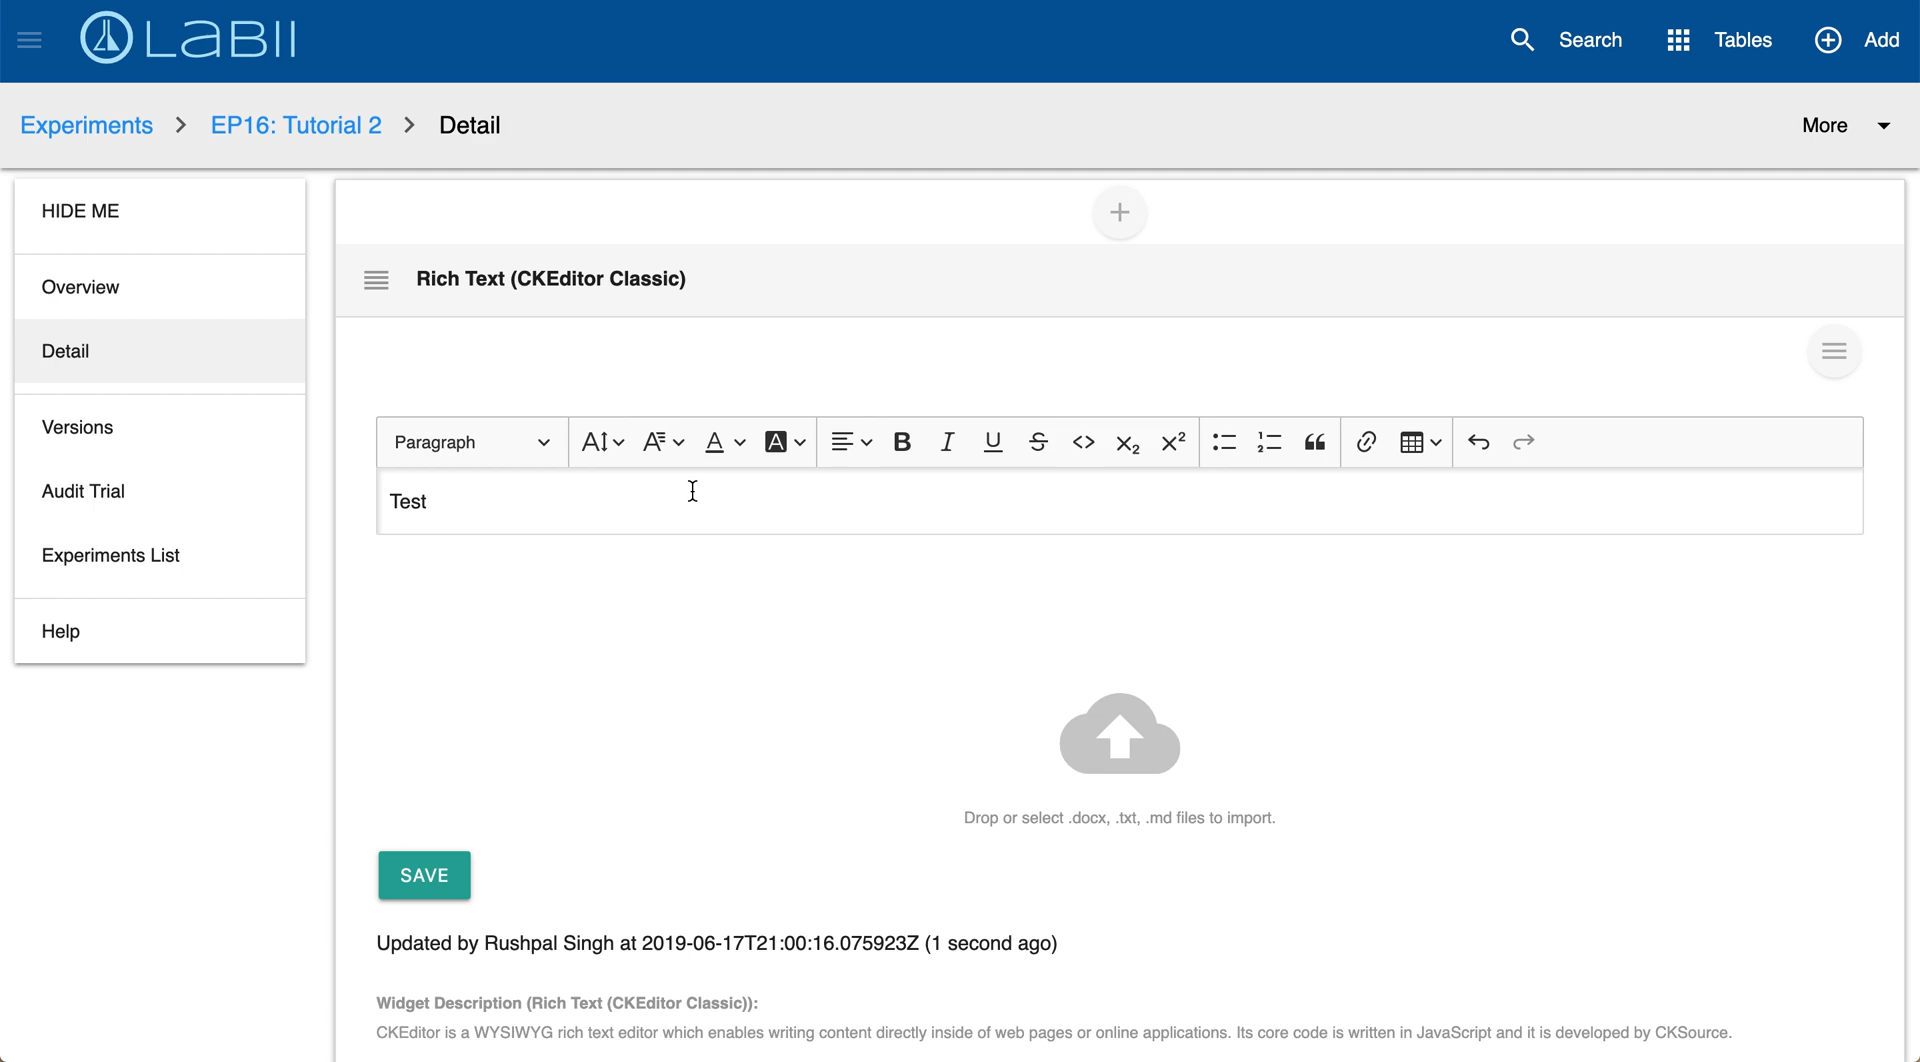 LaBII
Search
Tables
Add
Experiments > EP16: Tutorial 2 > Detail
More
HIDE ME
Overview
Detail
Versions
Audit Trial
Experiments List
Help
Rich Text (CKEditor Classic)
Paragraph
Test
Drop or select .docx, .txt, .md files to import.
SAVE
Updated by Rushpal Singh at 2019-06-17T21:00:16.075923Z (1 second ago)
Widget Description (Rich Text (CKEditor Classic)):
CKEditor is a WYSIWYG rich text editor which enables writing content directly inside of web pages or online applications. Its core code is written in JavaScript and it is developed by CKSource.